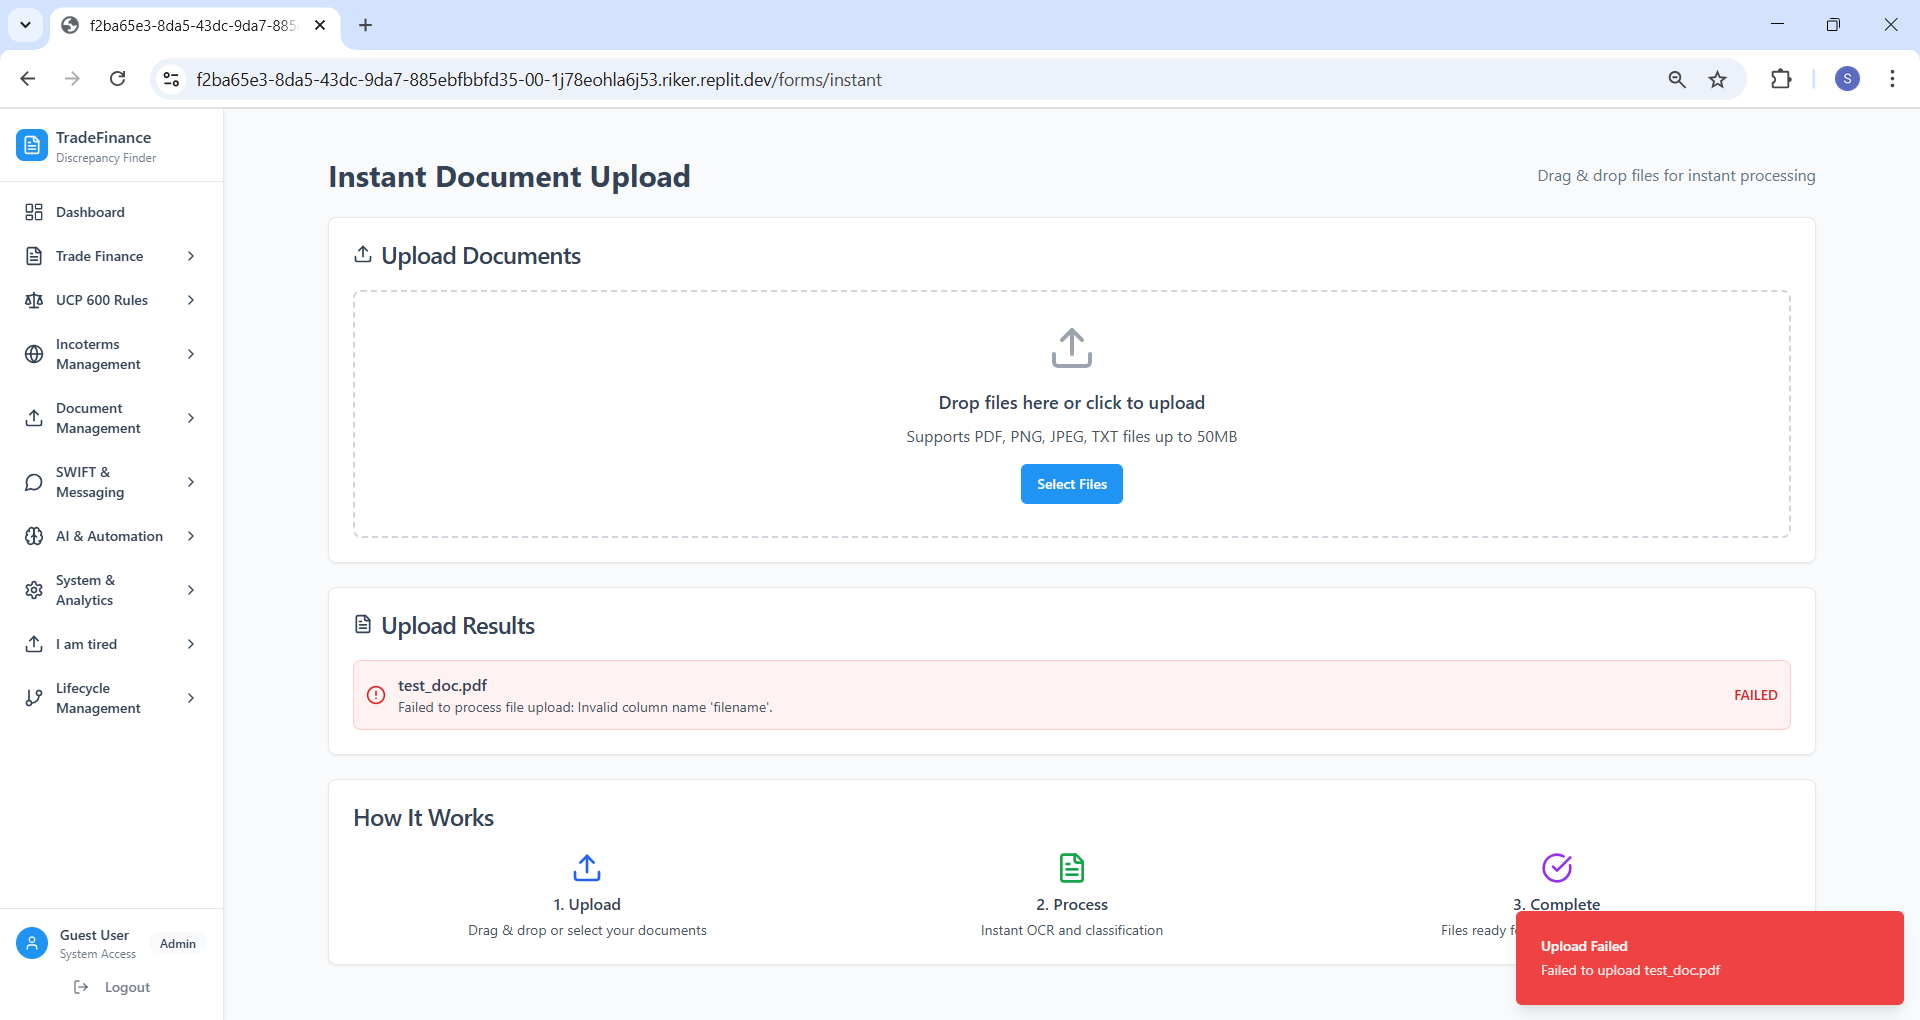 f2ba65e3-8da5-43dc-9da7-885
f2ba65e3-8da5-43dc-9da7-885ebfbbfd35-00-1j78eohla6j53.riker.replit.dev/forms/instant
S
TradeFinance
Discrepancy Finder
Dashboard
Trade Finance
UCP 600 Rules
Incoterms
Management
Document
Management
SWIFT &
Messaging
AI & Automation
System &
Analytics
I am tired
Lifecycle
Management
Guest User
System Access
Admin
Logout
Instant Document Upload
Drag & drop files for instant processing
Upload Documents
Drop files here or click to upload
Supports PDF, PNG, JPEG, TXT files up to 50MB
Select Files
Upload Results
test_doc.pdf
Failed to process file upload: Invalid column name 'filename'.
FAILED
How It Works
1. Upload
Drag & drop or select your documents
2. Process
Instant OCR and classification
3. Complete
Files ready
Upload Failed
Failed to upload test_doc.pdf